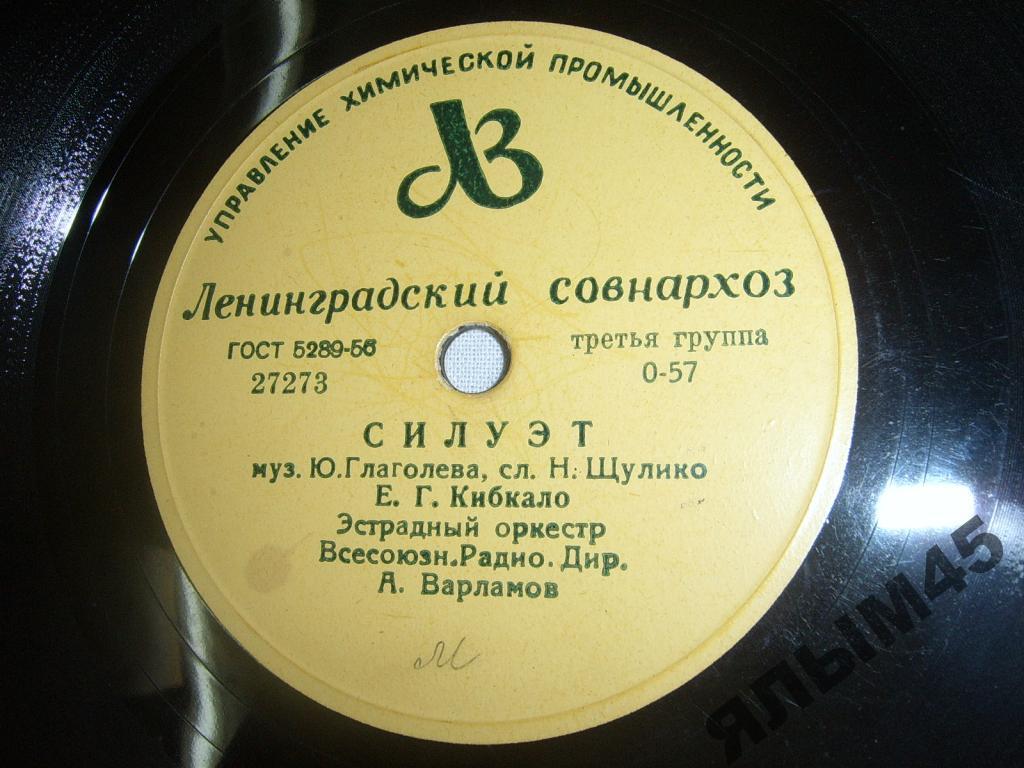 УПРАВЛЕНИЕ ХИМИЧЕСКОЙ ПРОМЫШЛЕННОСТИ
ЛЗ
Ленинградский совнархоз
ГОСТ 5289-56 третья группа
27273 0-57
СИЛУЭТ
муз. Ю.Глаголева, сл. Н. Щулико
Е. Г. Кибкало
Эстрадный оркестр
Всесоюзн.Радио. Дир.
А. Варламов
ЯЛЫМ45